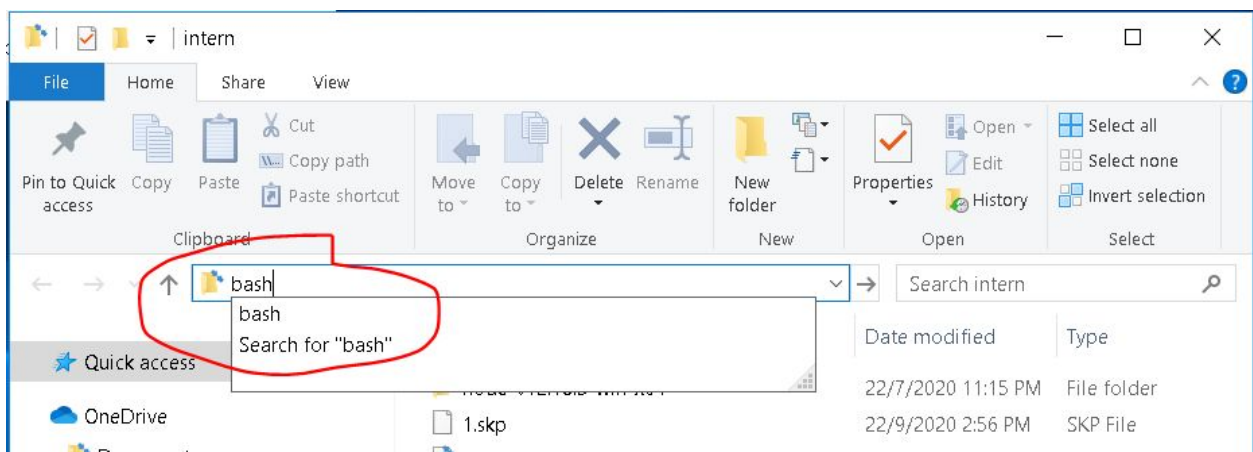 intern
File Home Share View
Pin to Quick access
Copy
Paste
Cut
Copy path
Paste shortcut
Clipboard
Move to
Copy to
Delete
Rename
Organize
New folder
New
Properties
Open
Edit
History
Open
Select all
Select none
Invert selection
Select
bash
Search intern
bash
Search for "bash"
Date modified Type
Quick access
22/7/2020 11:15 PM File folder
OneDrive
1.skp 22/9/2020 2:56 PM SKP File